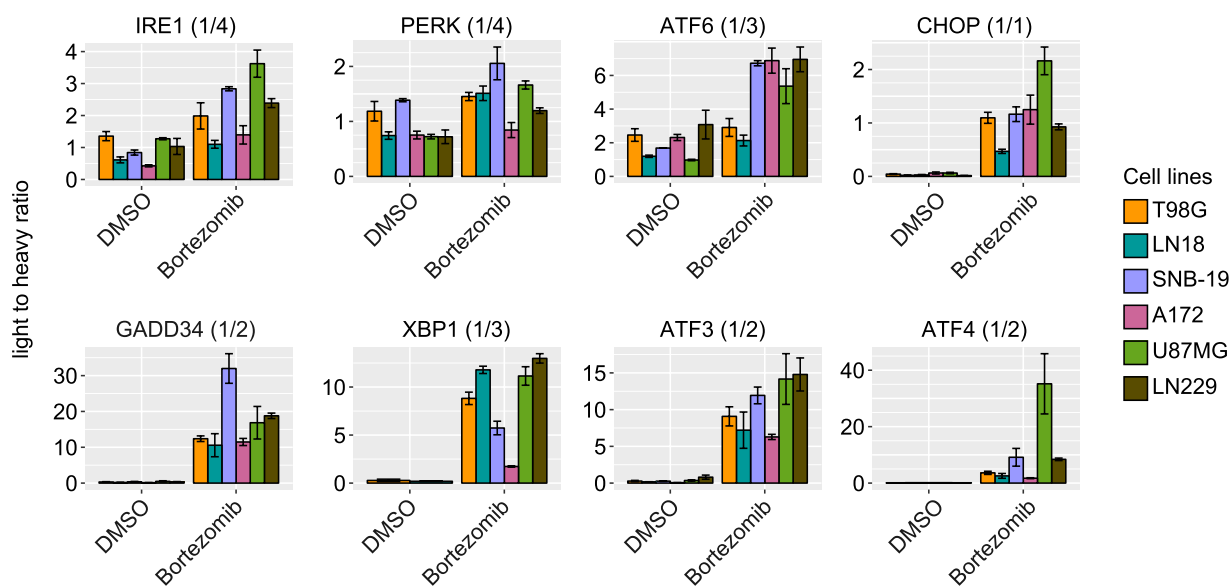 IRE1 (1/4)
PERK (1/4)
ATF6 (1/3)
CHOP (1/1)
4
3
2
1
0
2
1
0
6
4
2
0
2
1
0
DMSO
Bortezomib
DMSO
Bortezomib
DMSO
Bortezomib
DMSO
Bortezomib
light to heavy ratio
GADD34 (1/2)
XBP1 (1/3)
ATF3 (1/2)
ATF4 (1/2)
30
20
10
0
10
5
0
15
10
5
0
40
20
0
DMSO
Bortezomib
DMSO
Bortezomib
DMSO
Bortezomib
DMSO
Bortezomib
Cell lines
T98G
LN18
SNB-19
A172
U87MG
LN229